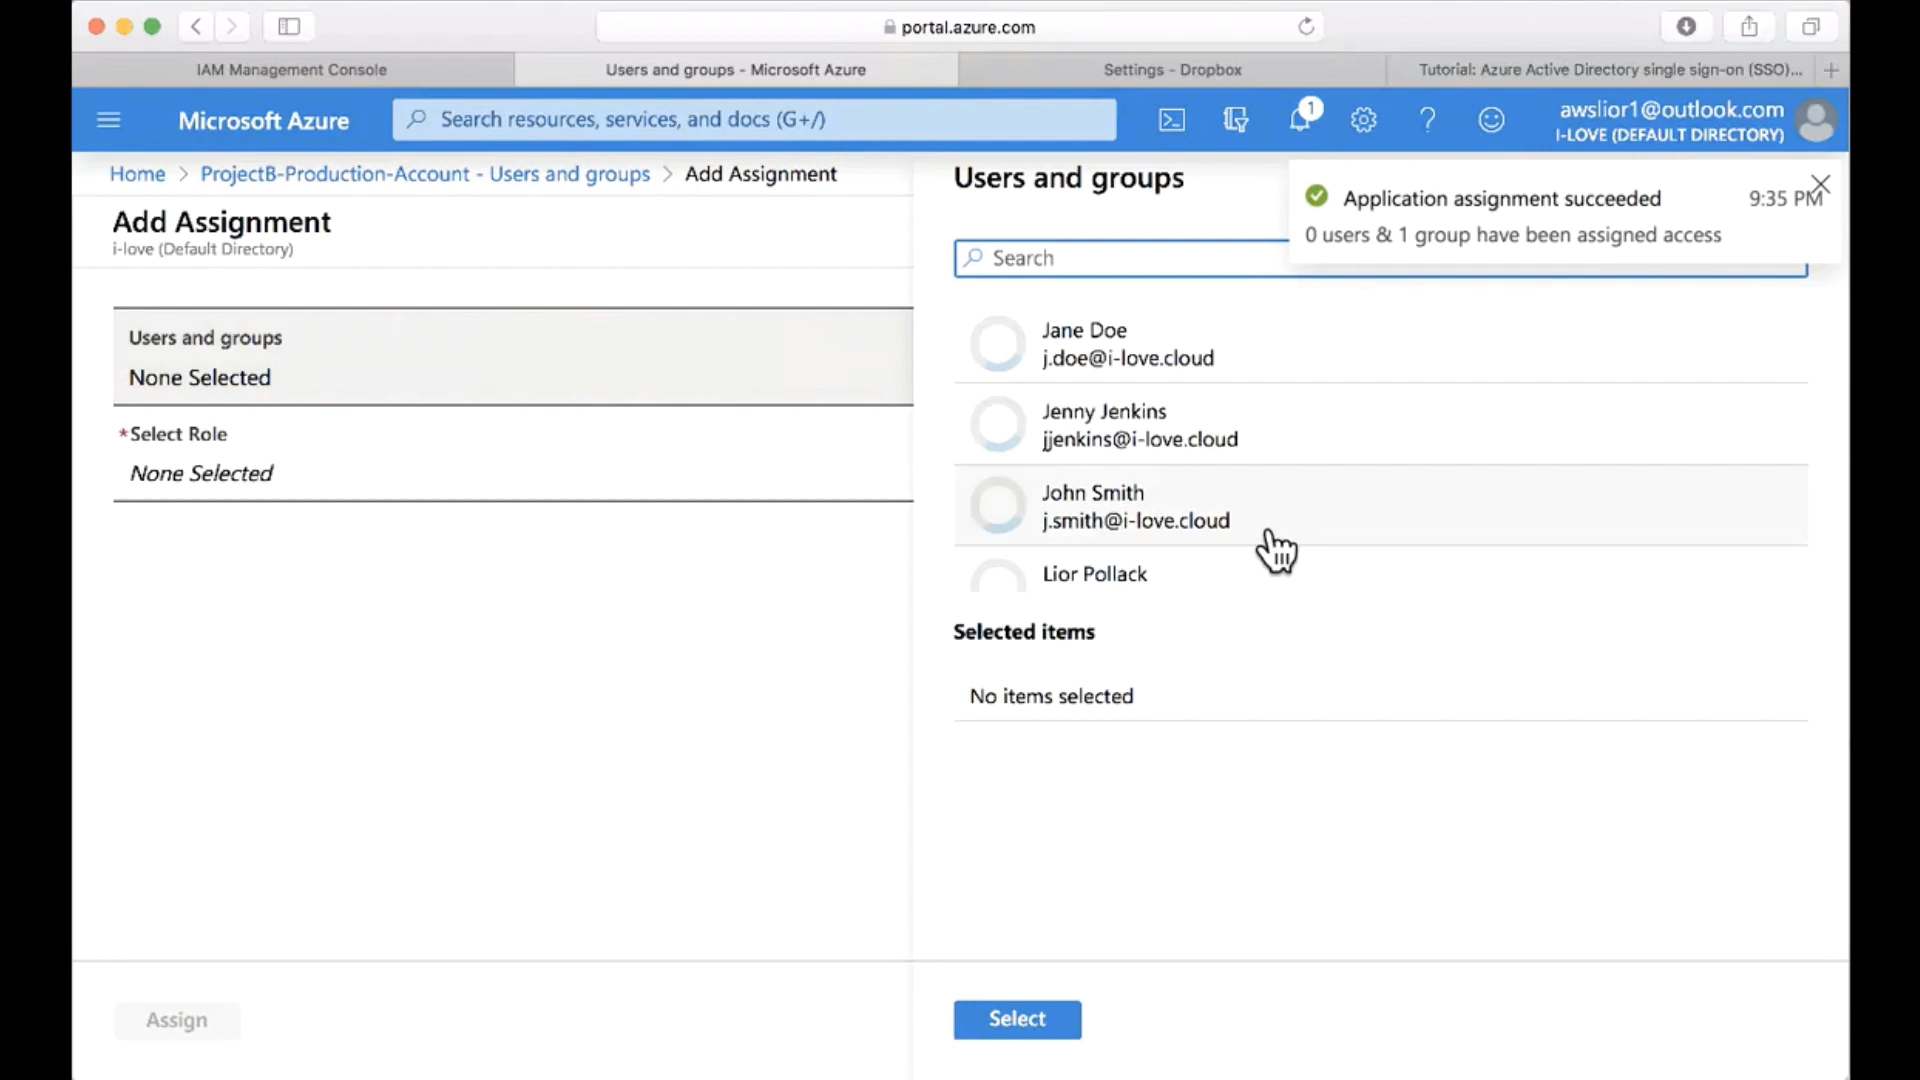 portal.azure.com
IAM Management Console
Users and groups - Microsoft Azure
Settings - Dropbox
Tutorial: Azure Active Directory single sign-on (SSO)...
Microsoft Azure
Search resources, services, and docs (G+/)
1
awslior1@outlook.com
I-LOVE (DEFAULT DIRECTORY)
Home > ProjectB-Production-Account - Users and groups > Add Assignment
Add Assignment
i-love (Default Directory)
Users and groups
None Selected
*Select Role
None Selected
Assign
Users and groups
Application assignment succeeded 9:35 PM
0 users & 1 group have been assigned access
Search
Jane Doe
j.doe@i-love.cloud
Jenny Jenkins
jjenkins@i-love.cloud
John Smith
j.smith@i-love.cloud
Lior Pollack
Selected items
No items selected
Select